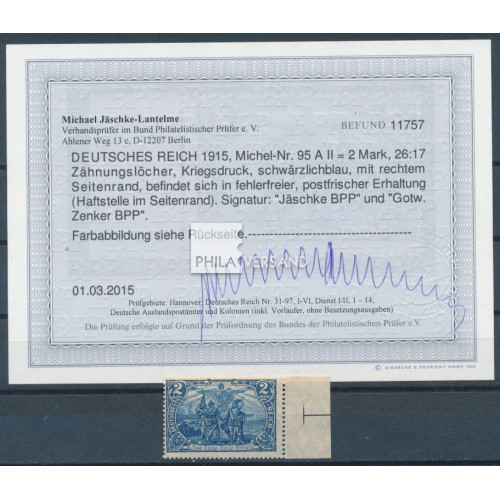 Michael Jäschke-Lantelme
Verbandsprüfer im Bund Philatelistischer Prüfer e. V.
Ahlener Weg 13 c, D-12207 Berlin
BEFUND 11757
DEUTSCHES REICH 1915, Michel-Nr. 95 A II = 2 Mark, 26:17
Zähnungslöcher, Kriegsdruck, schwärzlichblau, mit rechtem
Seitenrand, befindet sich in fehlerfreier, postfrischer Erhaltung
(Haftstelle im Seitenrand). Signatur: "Jäschke BPP" und "Gotw.
Zenker BPP".
Farbabbildung siehe Rückseite.
PHILA VERSAND
01.03.2015
Prüfgebiete: Hannover; Deutsches Reich Nr. 31-97, I-VI, Dienst I/II, 1 – 14,
Deutsche Auslandspostämter und Kolonien (inkl. Vorläufer, ohne Besetzungsausgaben)
Die Prüfung erfolgte auf Grund der Prüfordnung des Bundes der Philatelistischen Prüfer e.V.
2 2